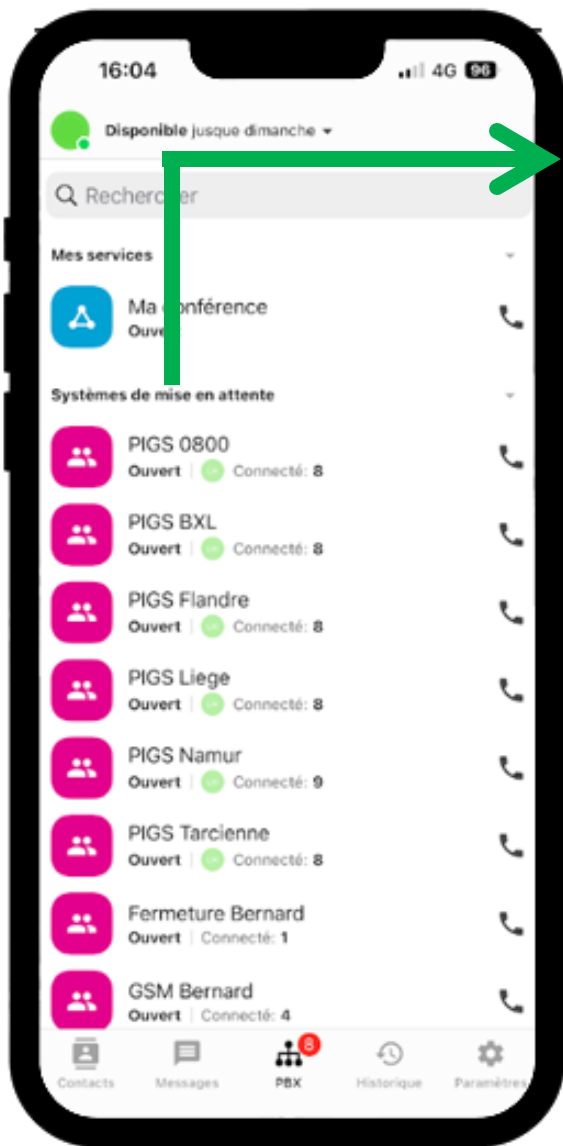 16:04
4G 96
Disponible jusque dimanche
Rechercher
Mes services
Ma conférence
Ouvert
Systèmes de mise en attente
PIGS 0800
Ouvert | Connecté: 8
PIGS BXL
Ouvert | Connecté: 8
PIGS Flandre
Ouvert | Connecté: 8
PIGS Liege
Ouvert | Connecté: 8
PIGS Namur
Ouvert | Connecté: 9
PIGS Tarcienne
Ouvert | Connecté: 8
Fermeture Bernard
Ouvert | Connecté: 1
GSM Bernard
Ouvert | Connecté: 4
8
Contacts Messages PBX Historique Paramètres